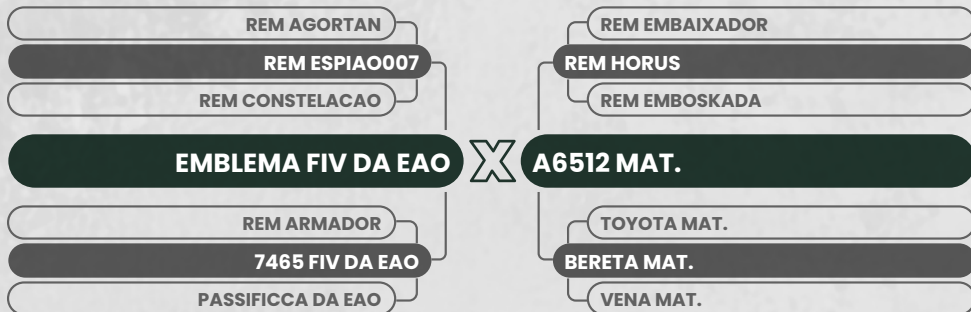 REM AGORTAN
REM ESPIAO007
REM CONSTELACAO
EMBLEMA FIV DA EAO
REM ARMADOR
7465 FIV DA EAO
PASSIFICCA DA EAO
X
REM EMBAIXADOR
REM HORUS
REM EMBOSKADA
A6512 MAT.
TOYOTA MAT.
BERETA MAT.
VENA MAT.